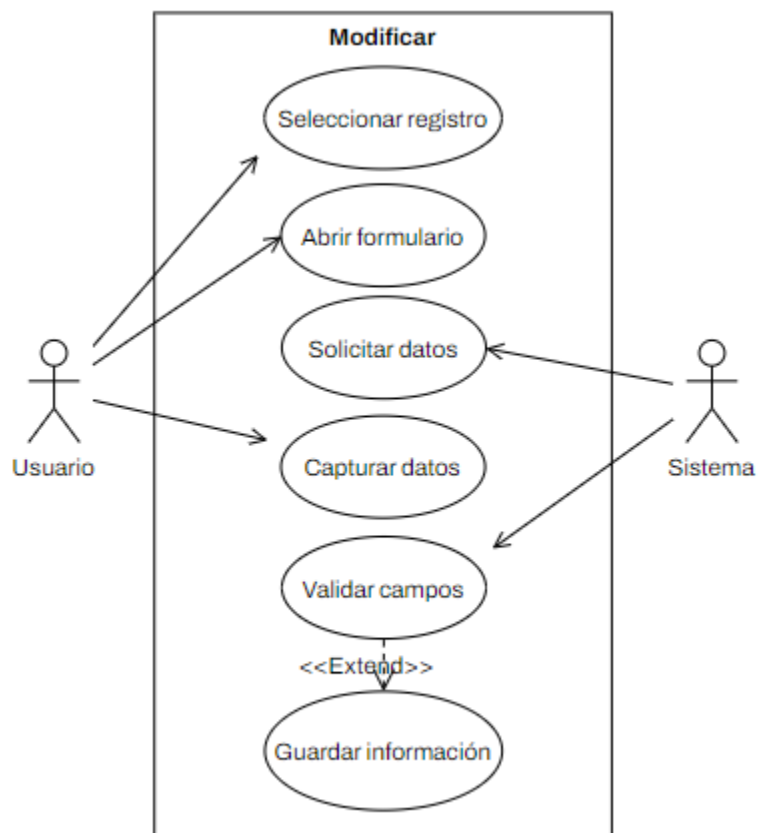 Modificar
Seleccionar registro
Abrir formulario
Solicitar datos
Usuario
Capturar datos
Sistema
Validar campos
<<Extend>>
Guardar información